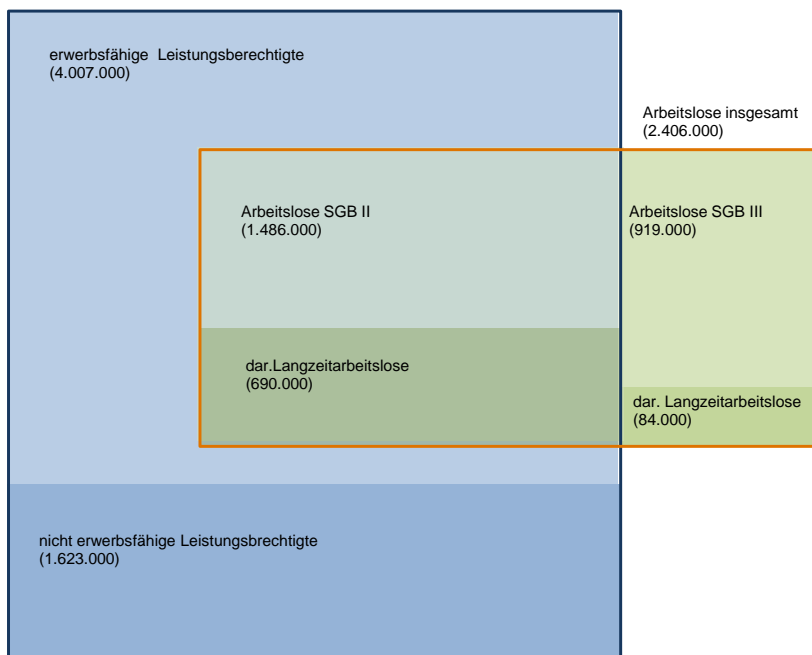 erwerbsfähige Leistungsberechtigte
(4.007.000)
Arbeitslose insgesamt
(2.406.000)
Arbeitslose SGB II
(1.486.000)
Arbeitslose SGB III
(919.000)
dar.Langzeitarbeitslose
(690.000)
dar. Langzeitarbeitslose
(84.000)
nicht erwerbsfähige Leistungsbrechtigte
(1.623.000)